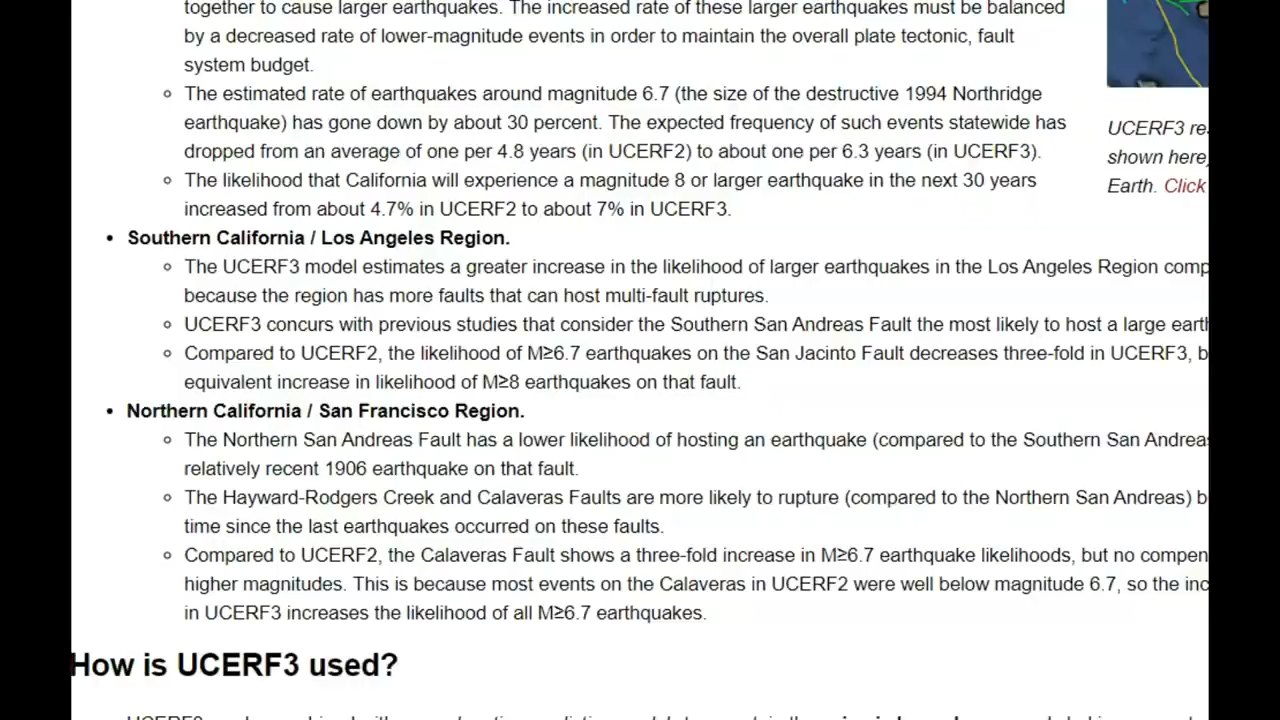 together to cause larger earthquakes. The increased rate of these larger earthquakes must be balanced
by a decreased rate of lower-magnitude events in order to maintain the overall plate tectonic, fault
system budget.
The estimated rate of earthquakes around magnitude 6.7 (the size of the destructive 1994 Northridge
earthquake) has gone down by about 30 percent. The expected frequency of such events statewide has
dropped from an average of one per 4.8 years (in UCERF2) to about one per 6.3 years (in UCERF3).
The likelihood that California will experience a magnitude 8 or larger earthquake in the next 30 years
increased from about 4.7% in UCERF2 to about 7% in UCERF3.
UCERF3
shown here,
Earth. Click
Southern California / Los Angeles Region.
The UCERF3 model estimates a greater increase in the likelihood of larger earthquakes in the Los Angeles Region
because the region has more faults that can host multi-fault ruptures.
UCERF3 concurs with previous studies that consider the Southern San Andreas Fault the most likely to host a large
Compared to UCERF2, the likelihood of M≥6.7 earthquakes on the San Jacinto Fault decreases three-fold in UCERF3,
equivalent increase in likelihood of M≥8 earthquakes on that fault.
Northern California / San Francisco Region.
The Northern San Andreas Fault has a lower likelihood of hosting an earthquake (compared to the Southern San Andreas
relatively recent 1906 earthquake on that fault.
The Hayward-Rodgers Creek and Calaveras Faults are more likely to rupture (compared to the Northern San Andreas)
time since the last earthquakes occurred on these faults.
Compared to UCERF2, the Calaveras Fault shows a three-fold increase in M≥6.7 earthquake likelihoods, but no
higher magnitudes. This is because most events on the Calaveras in UCERF2 were well below magnitude 6.7, so the
in UCERF3 increases the likelihood of all M≥6.7 earthquakes.
How is UCERF3 used?